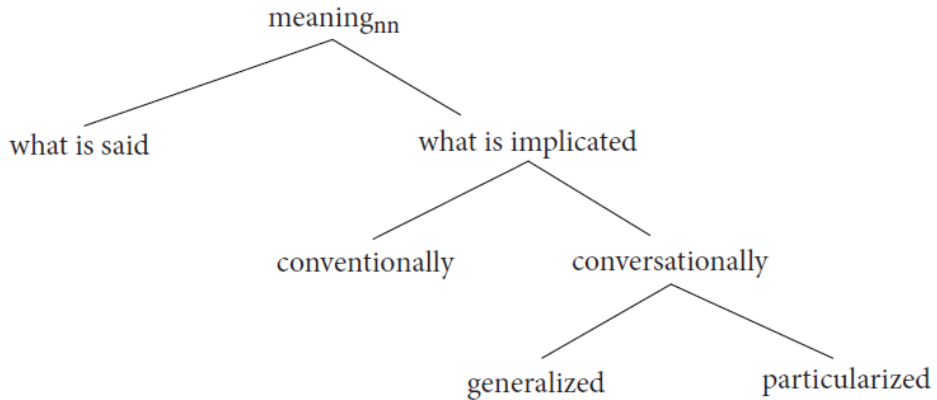 meaningnn
what is said
what is implicated
conventionally
conversationally
generalized
particularized